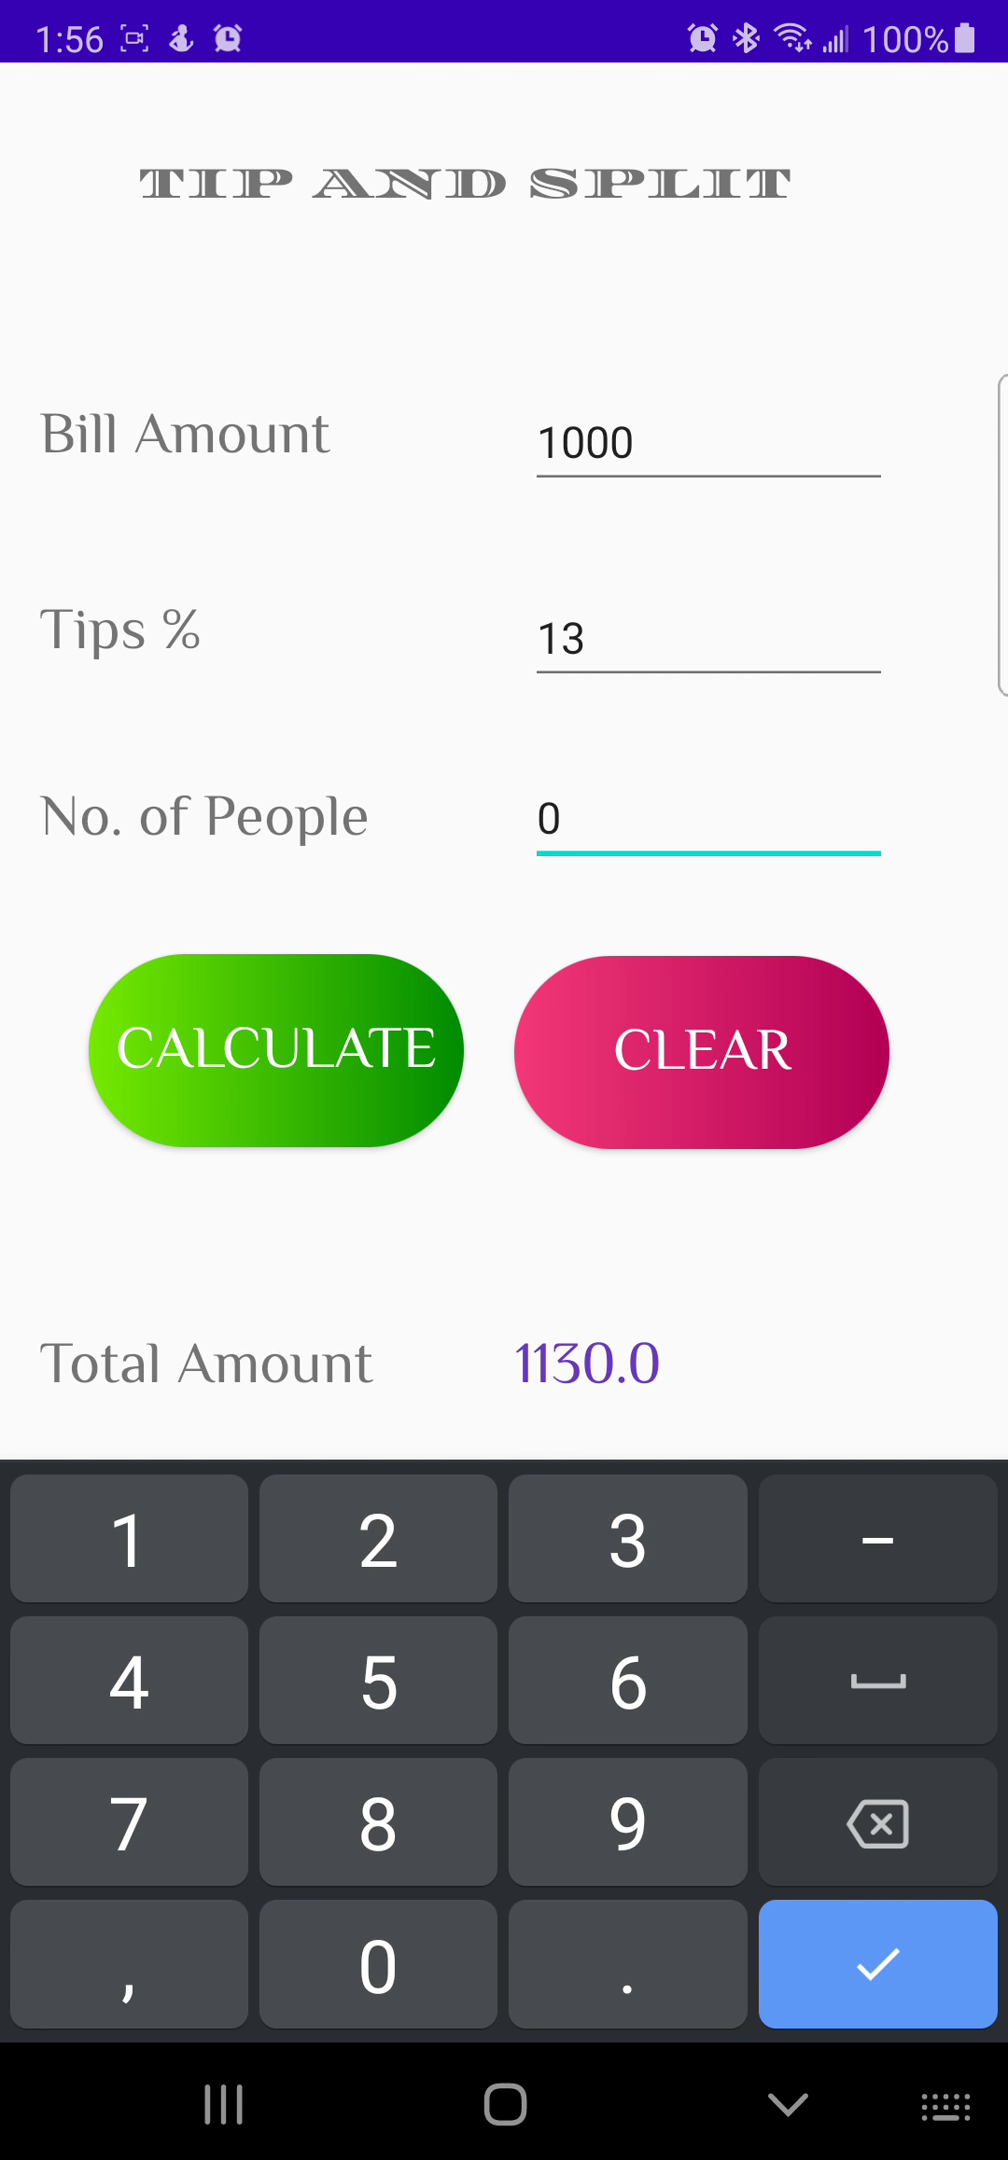 1:56 100%
TIP AND SPLIT
Bill Amount 1000
Tips % 13
No. of People 0
CALCULATE CLEAR
Total Amount 1130.0
1 2 3 −
4 5 6
7 8 9
, 0 .